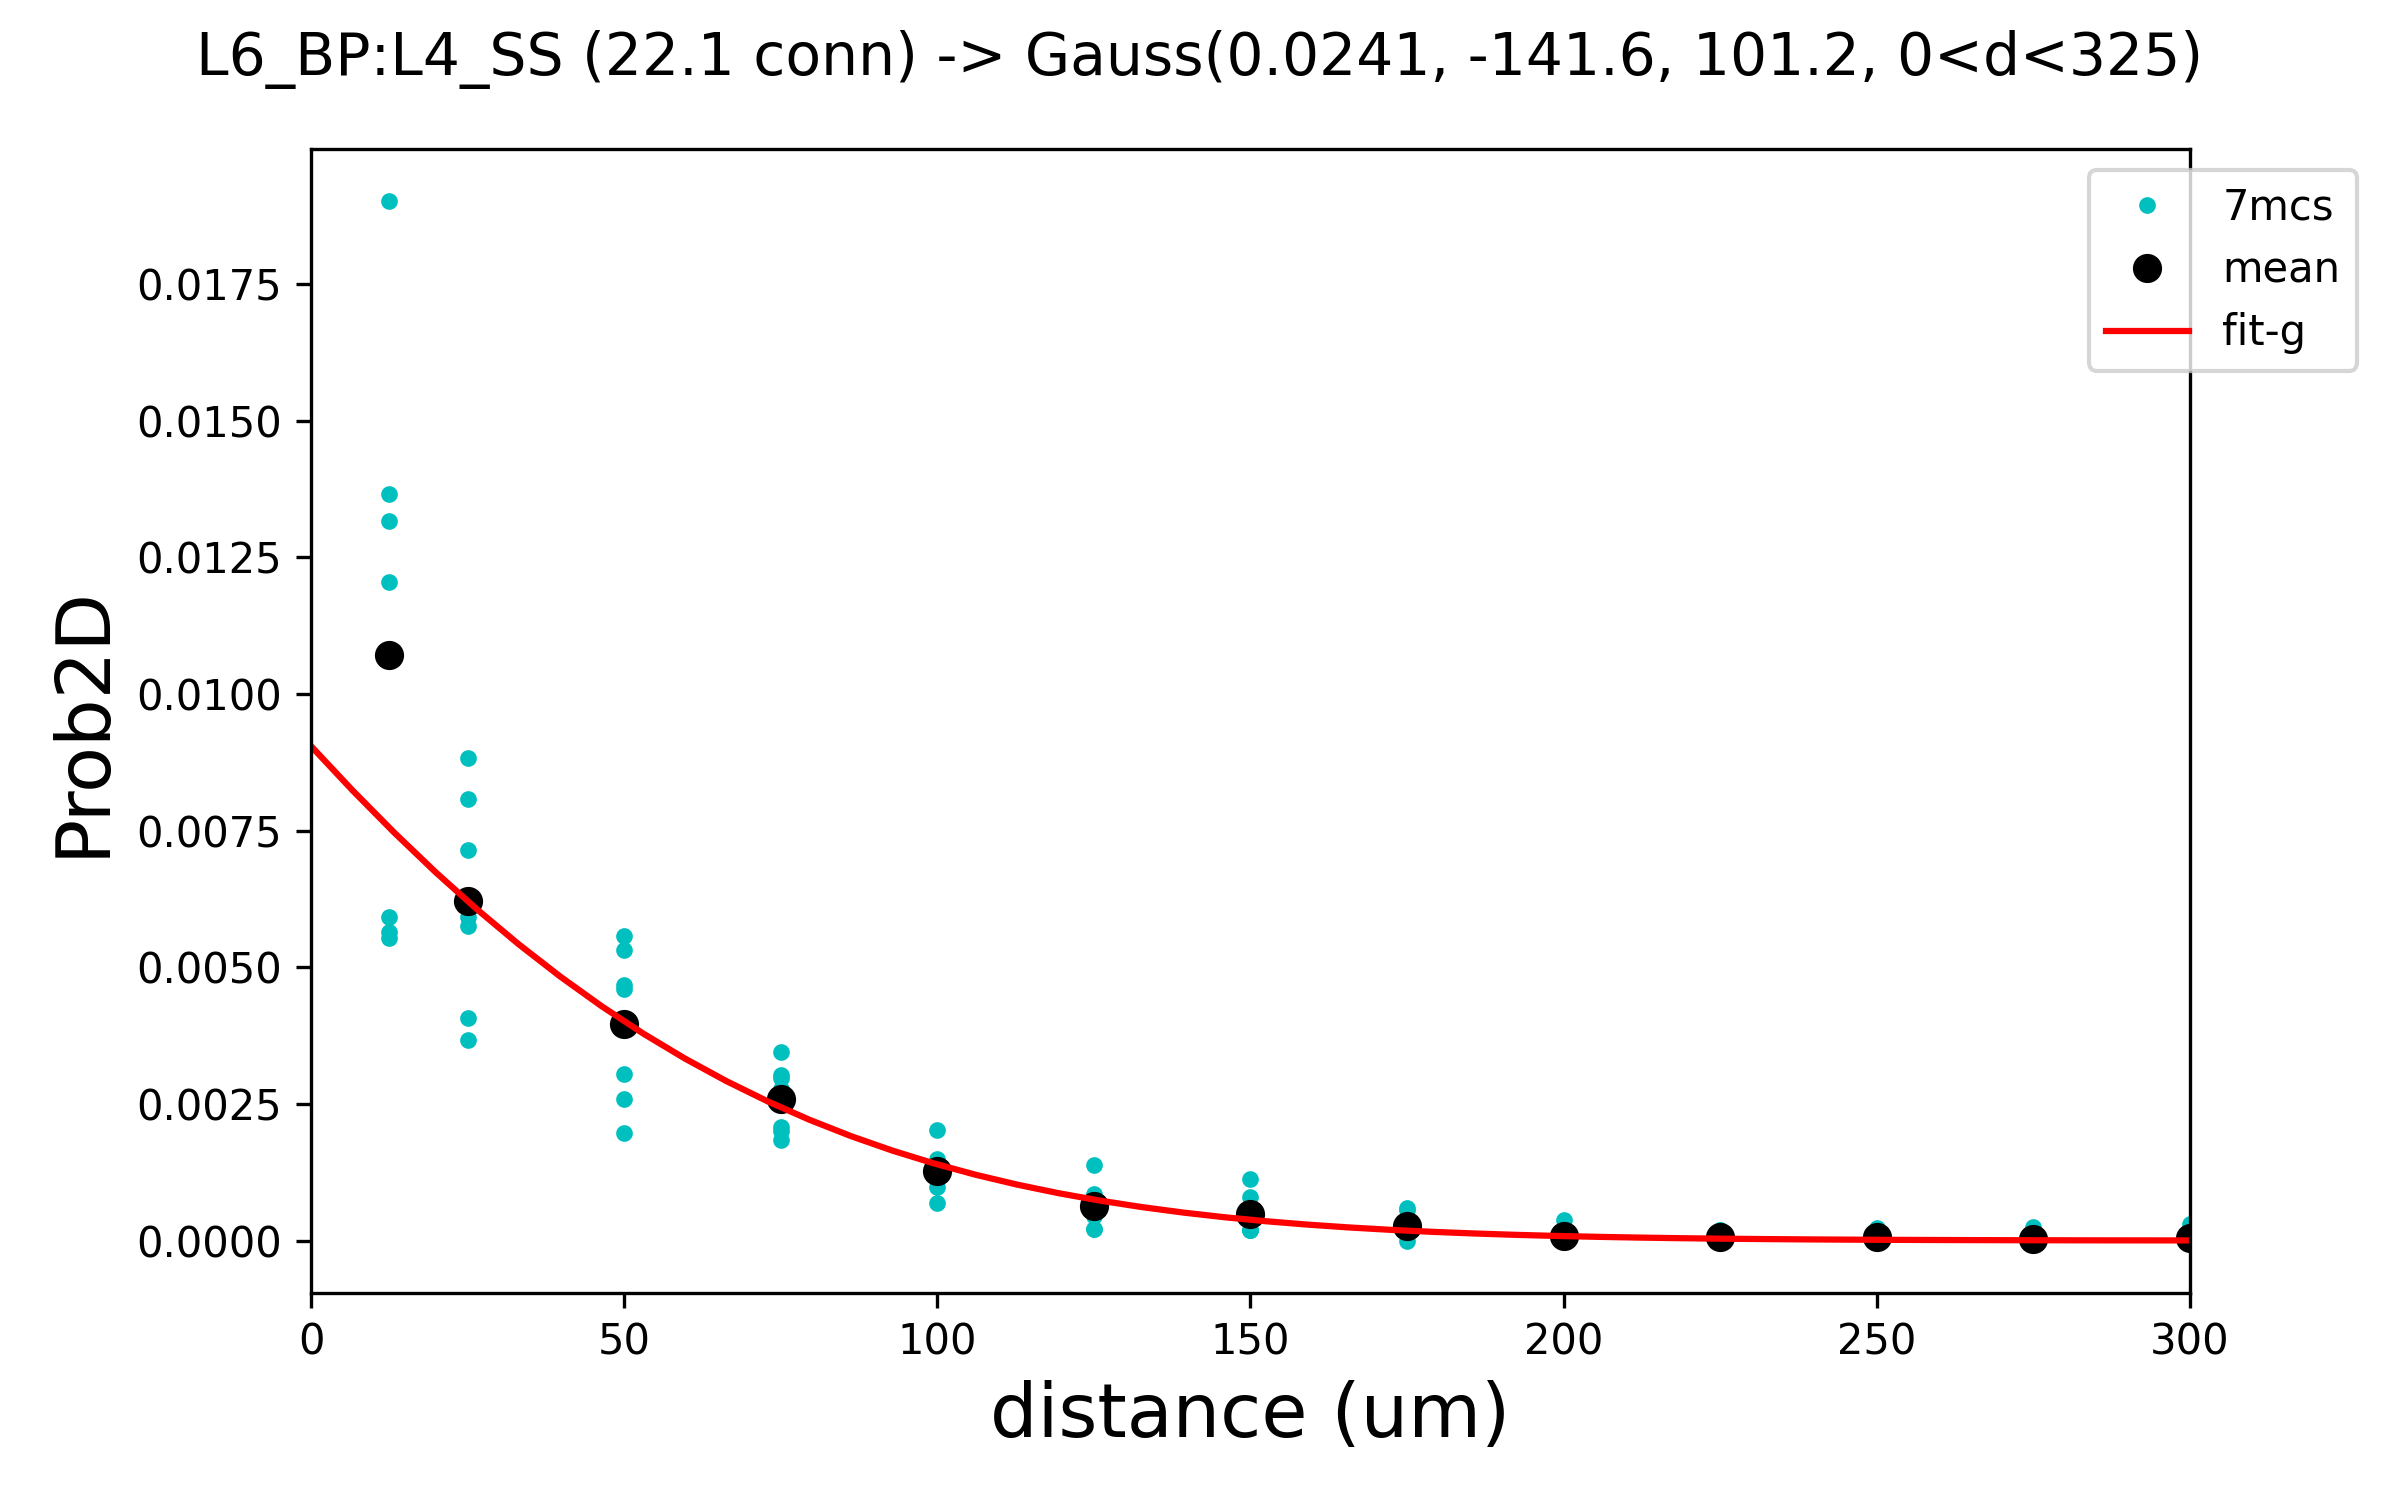 L6_BP:L4_SS (22.1 conn) -> Gauss(0.0241, -141.6, 101.2, 0<d<325)
7mcs
mean
fit-g
Prob2D
0.0175
0.0150
0.0125
0.0100
0.0075
0.0050
0.0025
0.0000
0 50 100 150 200 250 300
distance (um)